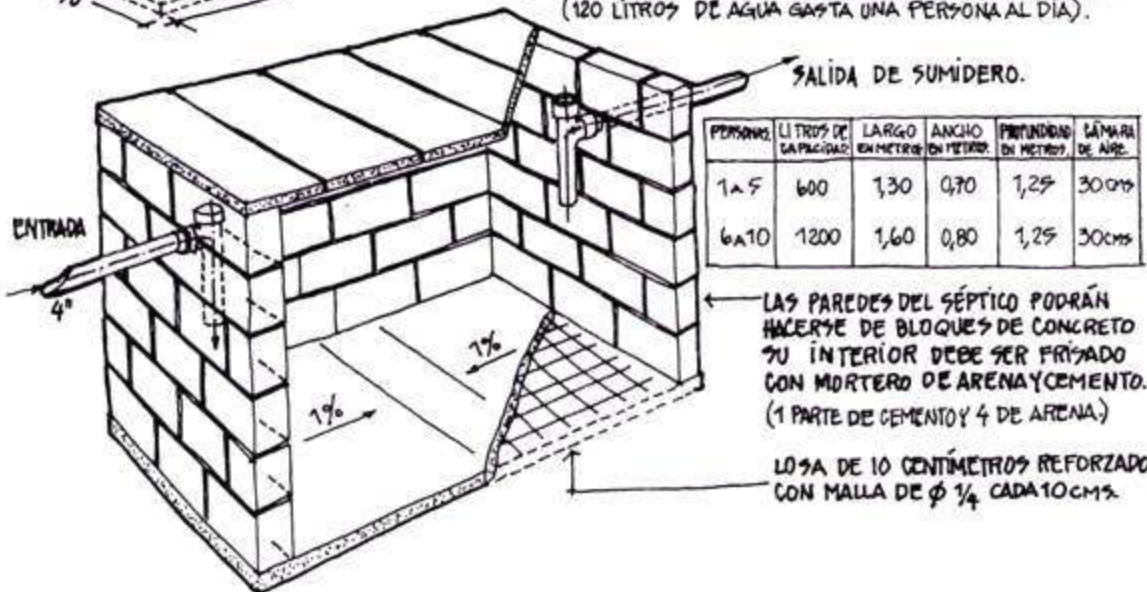 (120 LITROS DE AGUA GASTA UNA PERSONA AL DÍA).
SALIDA DE SUMIDERO.
PERSONAS. LITROS DE CAPACIDAD LARGO EN METROS ANCHO EN METROS. PROFUNDIDAD EN METROS. CÁMARA DE AIRE.
1 A 5 600 1,30 0,70 1,25 30 CMS
6 A 10 1200 1,60 0,80 1,25 30 CMS
ENTRADA
4"
1%
1%
LAS PAREDES DEL SÉPTICO PODRÁN
HACERSE DE BLOQUES DE CONCRETO
SU INTERIOR DEBE SER FRISADO
CON MORTERO DE ARENA Y CEMENTO.
(1 PARTE DE CEMENTO Y 4 DE ARENA.)
LOSA DE 10 CENTÍMETROS REFORZADO
CON MALLA DE Φ 1/4 CADA 10 CMS.